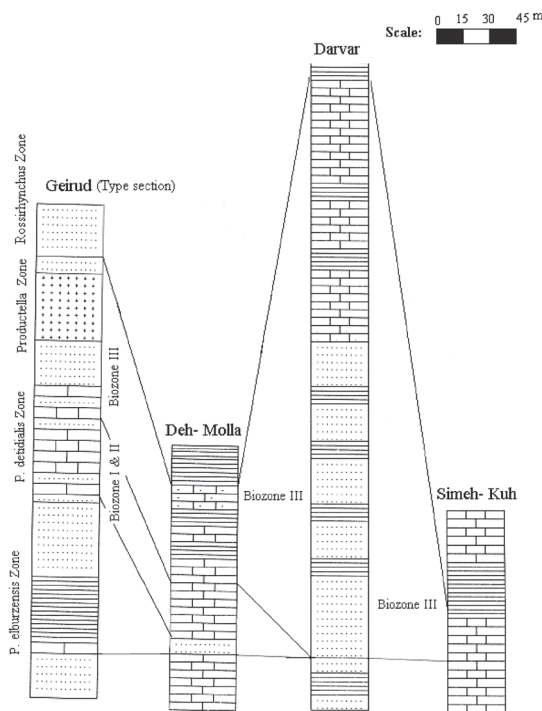 Scale: 0 15 30 45 m
Darvar
Geirud (Type section)
Rossirhynchus Zone
Productella Zone
P. detidialis Zone
P. elburzensis Zone
Biozone III
Biozone I & II
Deh- Molla
Biozone III
Simeh- Kuh
Biozone III